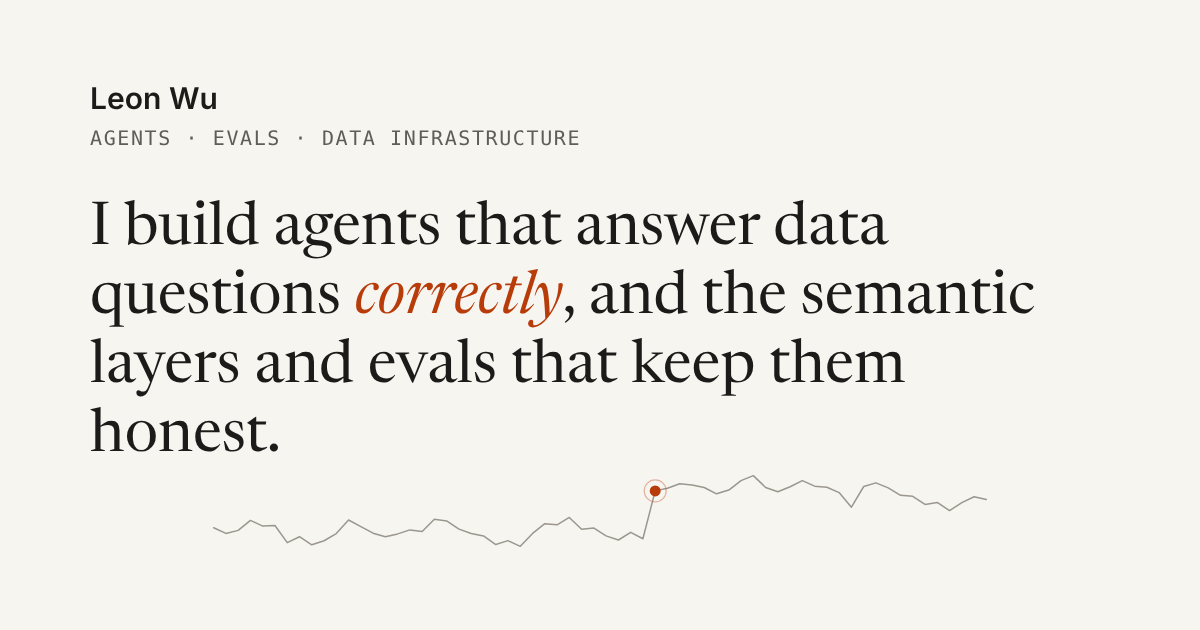 Leon Wu
AGENTS · EVALS · DATA INFRASTRUCTURE
I build agents that answer data
questions correctly, and the semantic
layers and evals that keep them
honest.